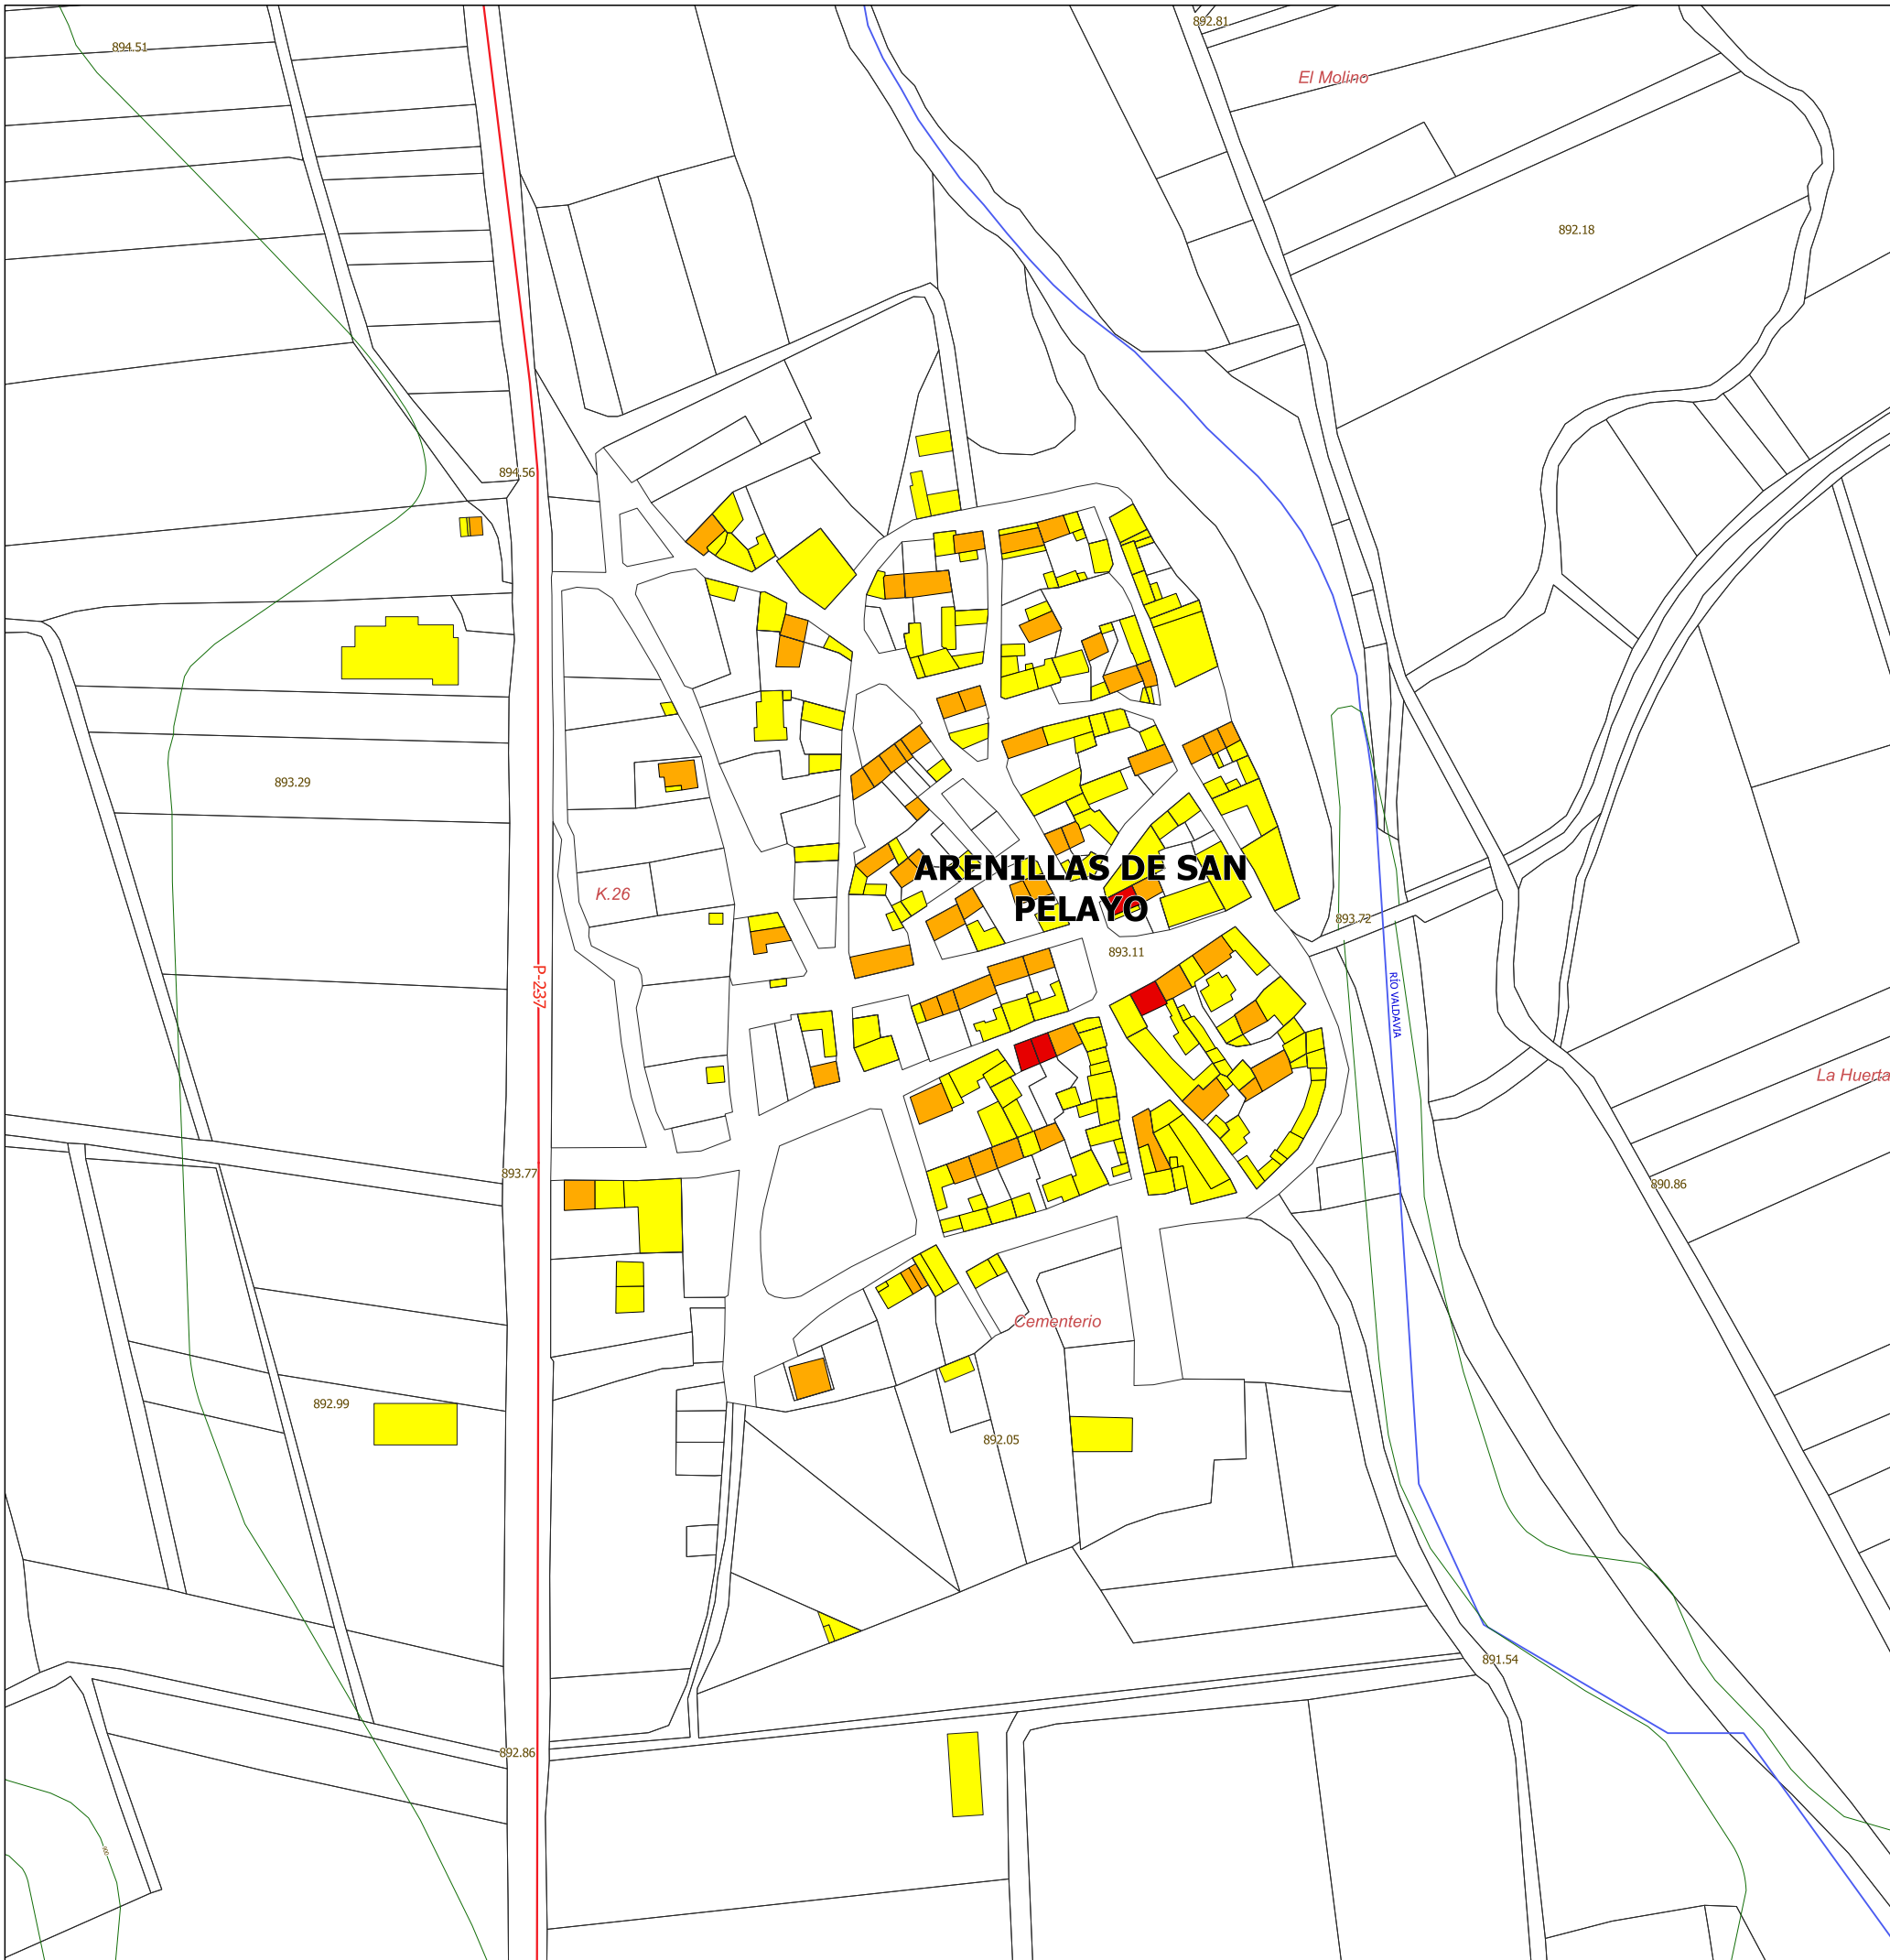 892.81
894.51
El Molino
892.18
894.56
893.29
ARENILLAS DE SAN
PELAYO
K.26
893.72
893.11
P-237
RÍO VALDAVIA
La Huerta
893.77
890.86
Cementerio
892.99
892.05
891.54
892.86